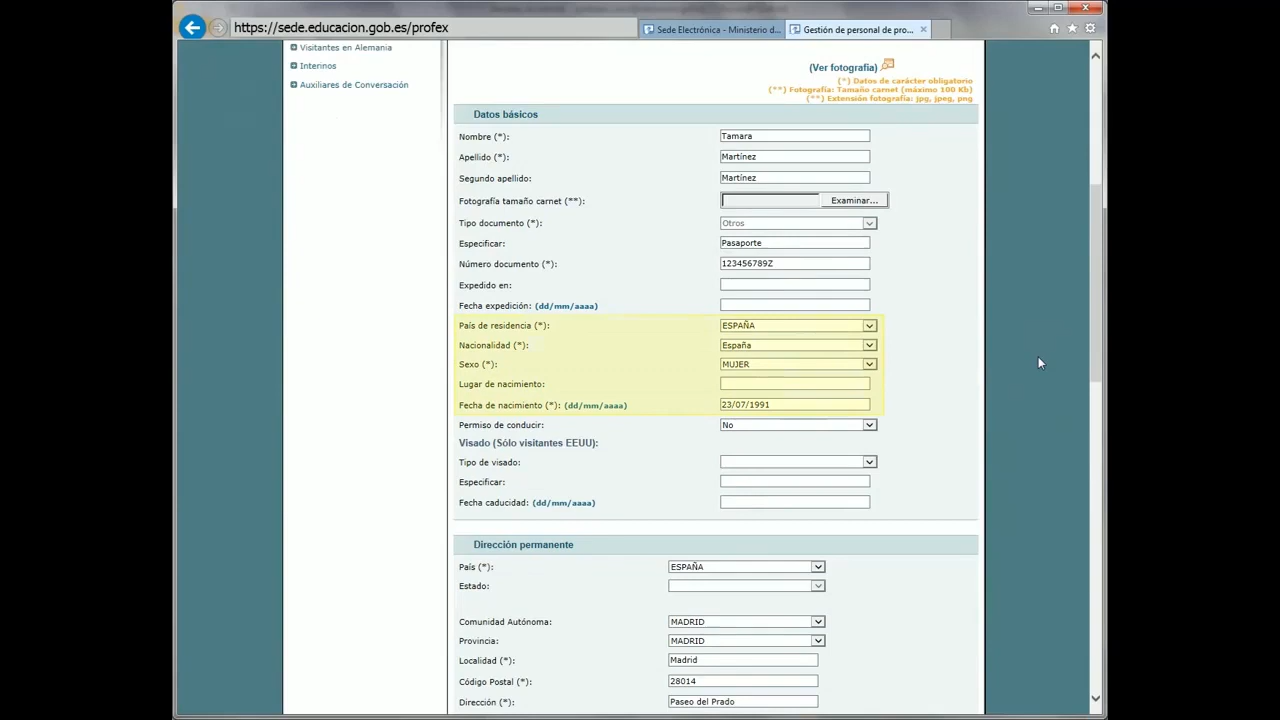 https://sede.educacion.gob.es/profex
Sede Electrónica - Ministerio d...
Gestión de personal de pro...
Visitantes en Alemania
Interinos
Auxiliares de Conversación
(Ver fotografia)
(*) Datos de carácter obligatorio
(**) Fotografía: Tamaño carnet (máximo 100 Kb)
(**) Extensión fotografía: jpg, jpeg, png
Datos básicos
Nombre (*): Tamara
Apellido (*): Martínez
Segundo apellido: Martínez
Fotografía tamaño carnet (**): Examinar...
Tipo documento (*): Otros
Especificar: Pasaporte
Número documento (*): 123456789Z
Expedido en:
Fecha expedición: (dd/mm/aaaa)
País de residencia (*): ESPAÑA
Nacionalidad (*): España
Sexo (*): MUJER
Lugar de nacimiento:
Fecha de nacimiento (*): (dd/mm/aaaa) 23/07/1991
Permiso de conducir: No
Visado (Sólo visitantes EEUU):
Tipo de visado:
Especificar:
Fecha caducidad: (dd/mm/aaaa)
Dirección permanente
País (*): ESPAÑA
Estado:
Comunidad Autónoma: MADRID
Provincia: MADRID
Localidad (*): Madrid
Código Postal (*): 28014
Dirección (*): Paseo del Prado